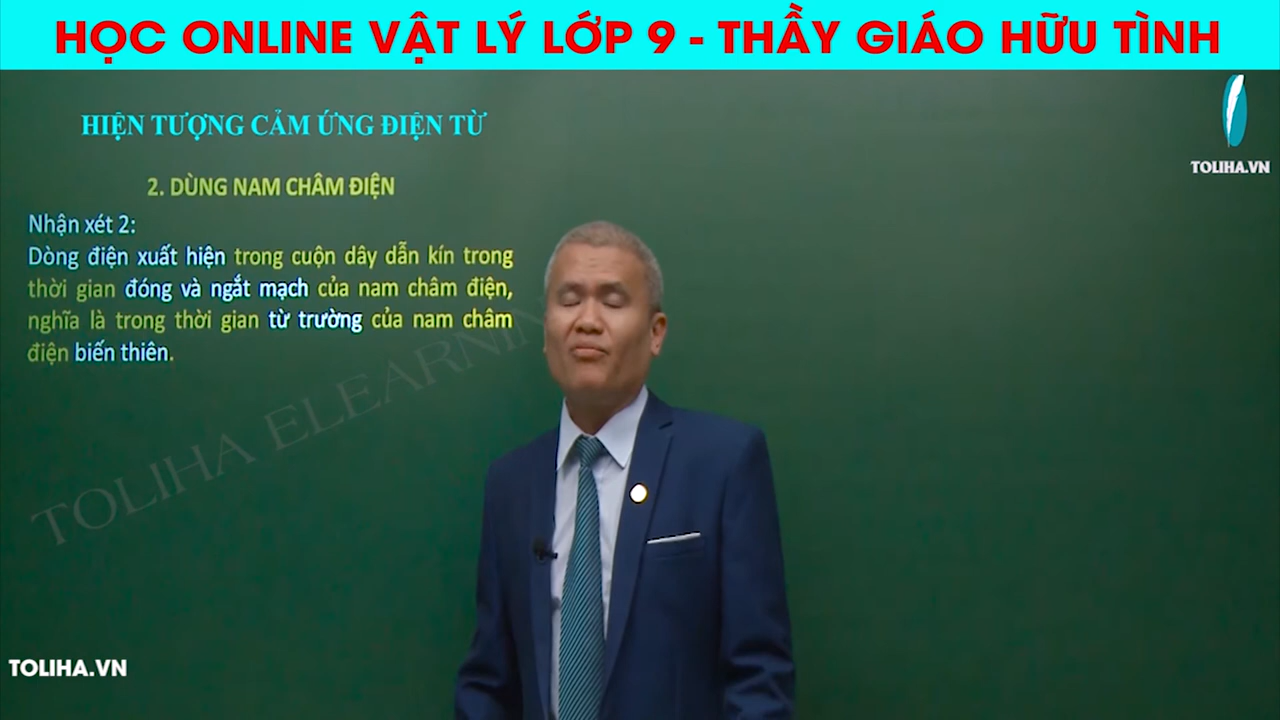 HỌC ONLINE VẬT LÝ LỚP 9 - THẦY GIÁO HỮU TÌNH
TOLIHA.VN
HIỆN TƯỢNG CẢM ỨNG ĐIỆN TỪ
2. DÙNG NAM CHÂM ĐIỆN
Nhận xét 2:
Dòng điện xuất hiện trong cuộn dây dẫn kín trong
thời gian đóng và ngắt mạch của nam châm điện,
nghĩa là trong thời gian từ trường của nam châm
điện biến thiên.
TOLIHA ELEARNIN
TOLIHA.VN